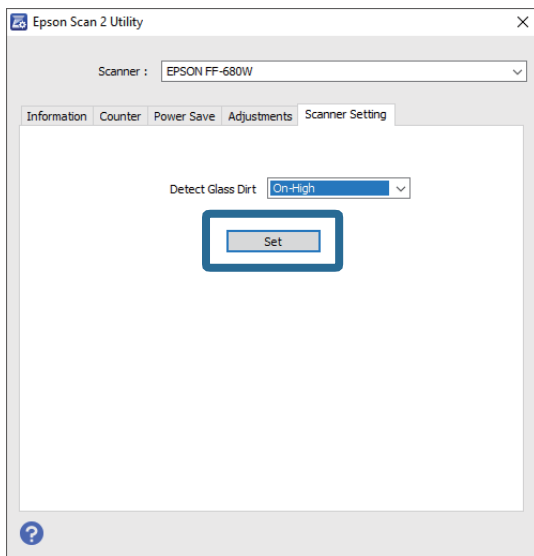 Epson Scan 2 Utility
Scanner : EPSON FF-680W
Information Counter Power Save Adjustments Scanner Setting
Detect Glass Dirt On-High
Set
?